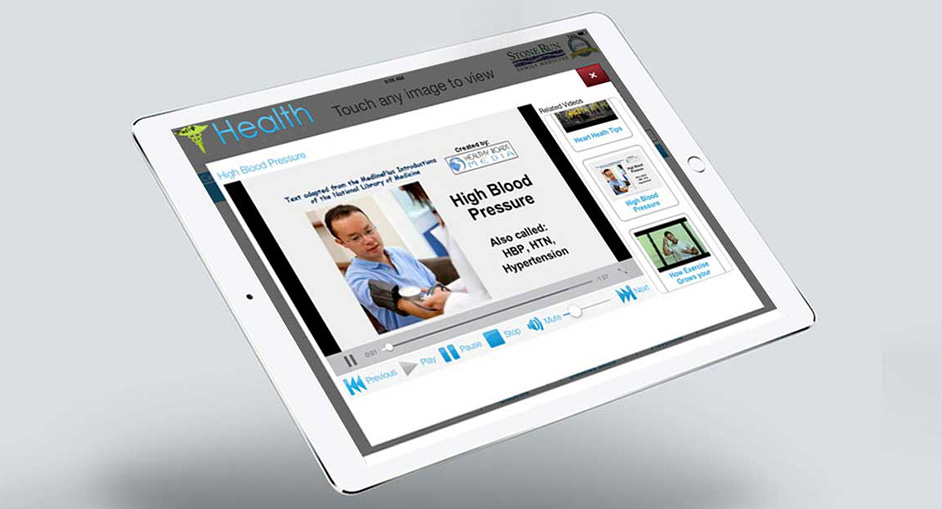 9:55 AM
Health
Touch any image to view
STONE RUN
FAMILY MEDICINE
High Blood Pressure
Related Videos
Heart Heath Tips
High Blood
Pressure
How Exercise
Grows your
Text adapted from the MedlinePlus Introductions
of the National Library of Medicine
Created by:
HEALTHY ROADS
MEDIA
High Blood
Pressure
Also called:
HBP, HTN,
Hypertension
0:01
-1:27
Previous
Play
Pause
Stop
Mute
Next